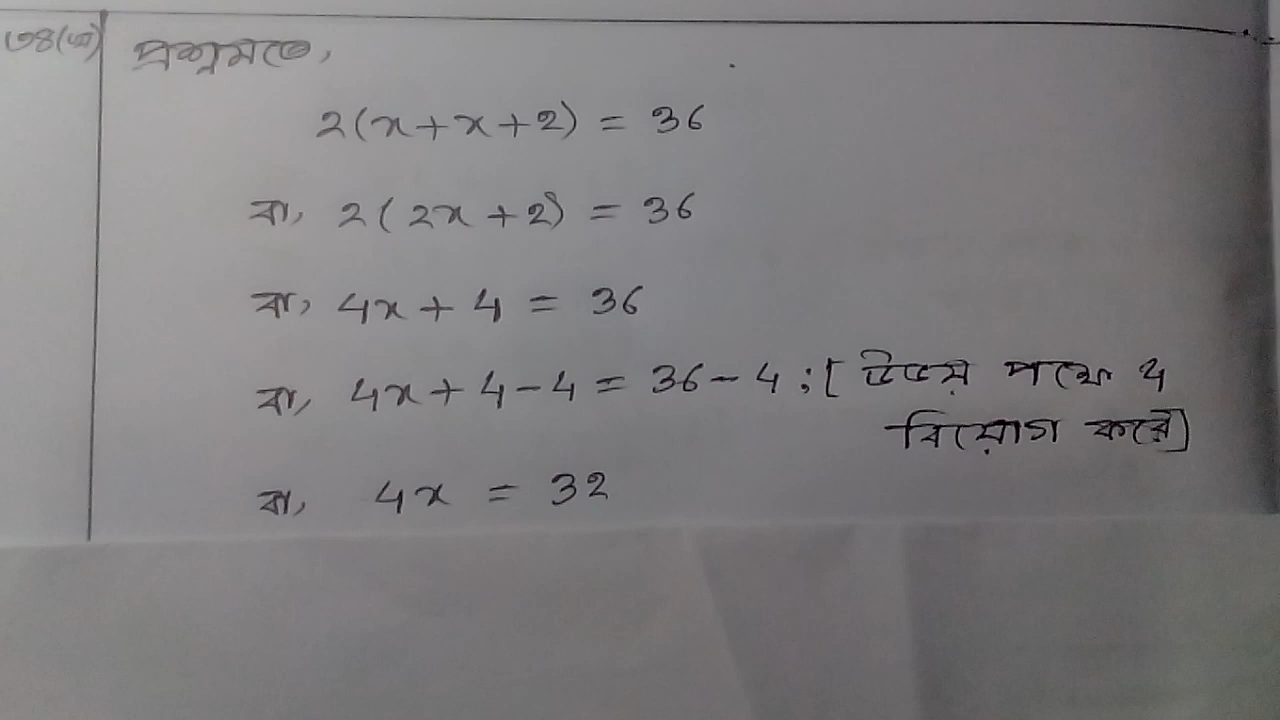 ৩৪(
প্রশ্নমতে,
2(x+x+2) = 36
বা, 2(2x+2) = 36
বা, 4x+4 = 36
বা, 4x+4-4 = 36-4 ; [উভয় পক্ষে 4
বিয়োগ করে]
বা, 4x = 32